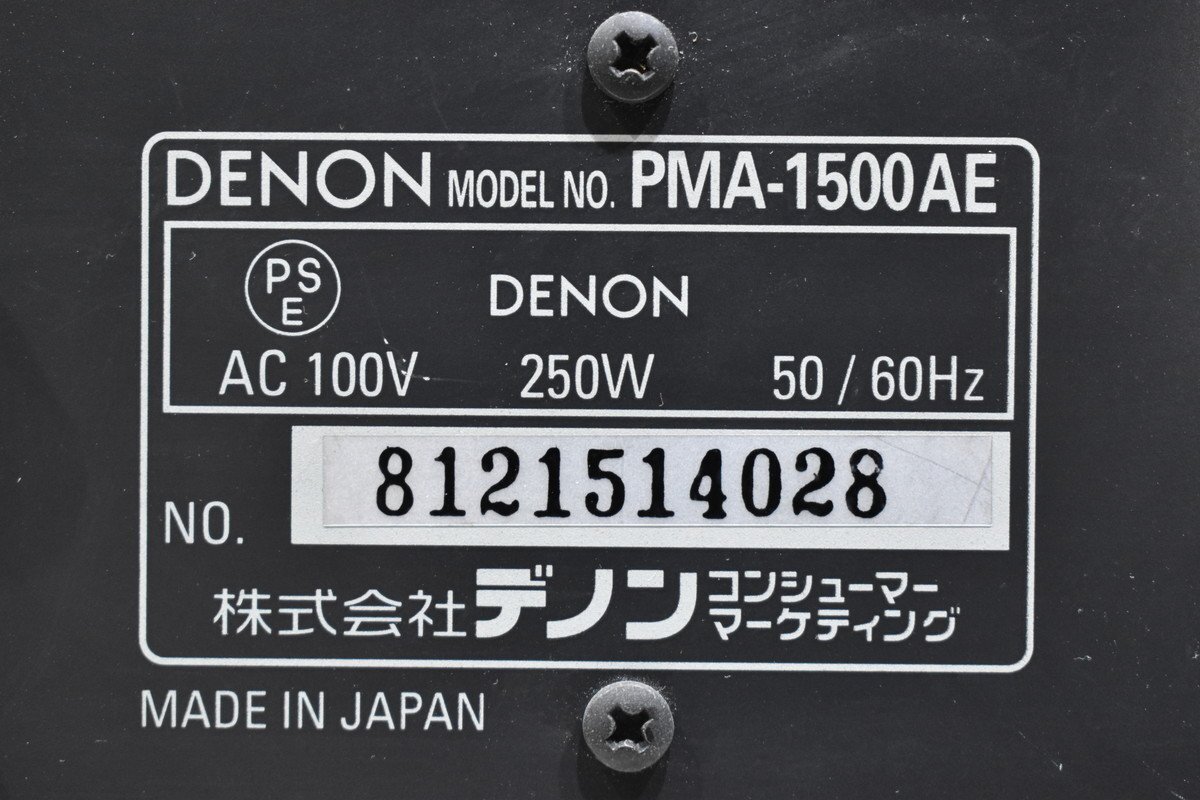 DENON MODEL NO. PMA-1500AE
PS
E
DENON
AC 100V 250W 50 / 60Hz
NO. 8121514028
株式会社デノン コンシューマー
マーケティング
MADE IN JAPAN